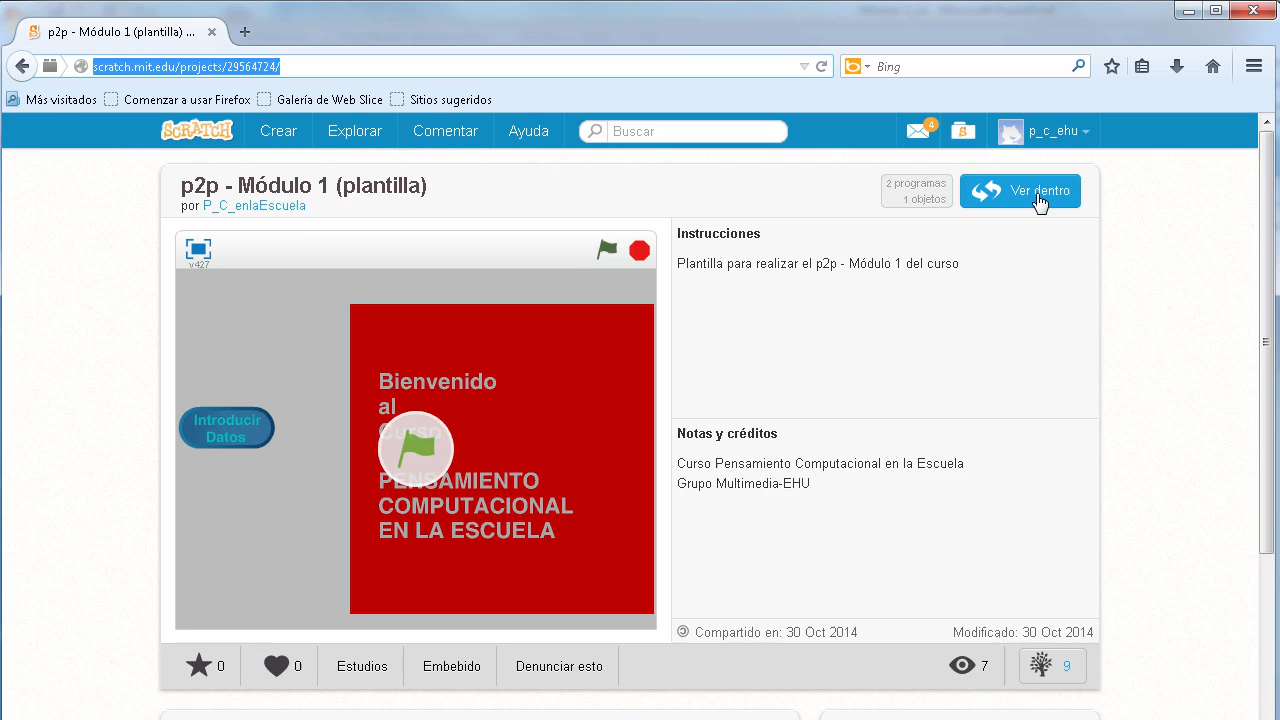 p2p - Módulo 1 (plantilla) ...
scratch.mit.edu/projects/29564724/
Bing
Más visitados Comenzar a usar Firefox Galería de Web Slice Sitios sugeridos
SCRATCH Crear Explorar Comentar Ayuda Buscar 4 S p_c_ehu
p2p - Módulo 1 (plantilla)
por P_C_enlaEscuela
2 programas
1 objetos
Ver dentro
v427
Introducir
Datos
Bienvenido
al
Curso
PENSAMIENTO
COMPUTACIONAL
EN LA ESCUELA
Instrucciones
Plantilla para realizar el p2p - Módulo 1 del curso
Notas y créditos
Curso Pensamiento Computacional en la Escuela
Grupo Multimedia-EHU
Compartido en: 30 Oct 2014 Modificado: 30 Oct 2014
0 0 Estudios Embebido Denunciar esto 7 9